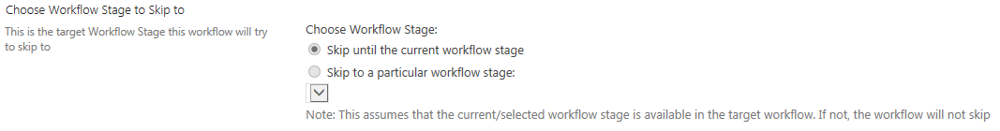 Choose Workflow Stage to Skip to
This is the target Workflow Stage this workflow will try
to skip to
Choose Workflow Stage:
Skip until the current workflow stage
Skip to a particular workflow stage:
Note: This assumes that the current/selected workflow stage is available in the target workflow. If not, the workflow will not skip